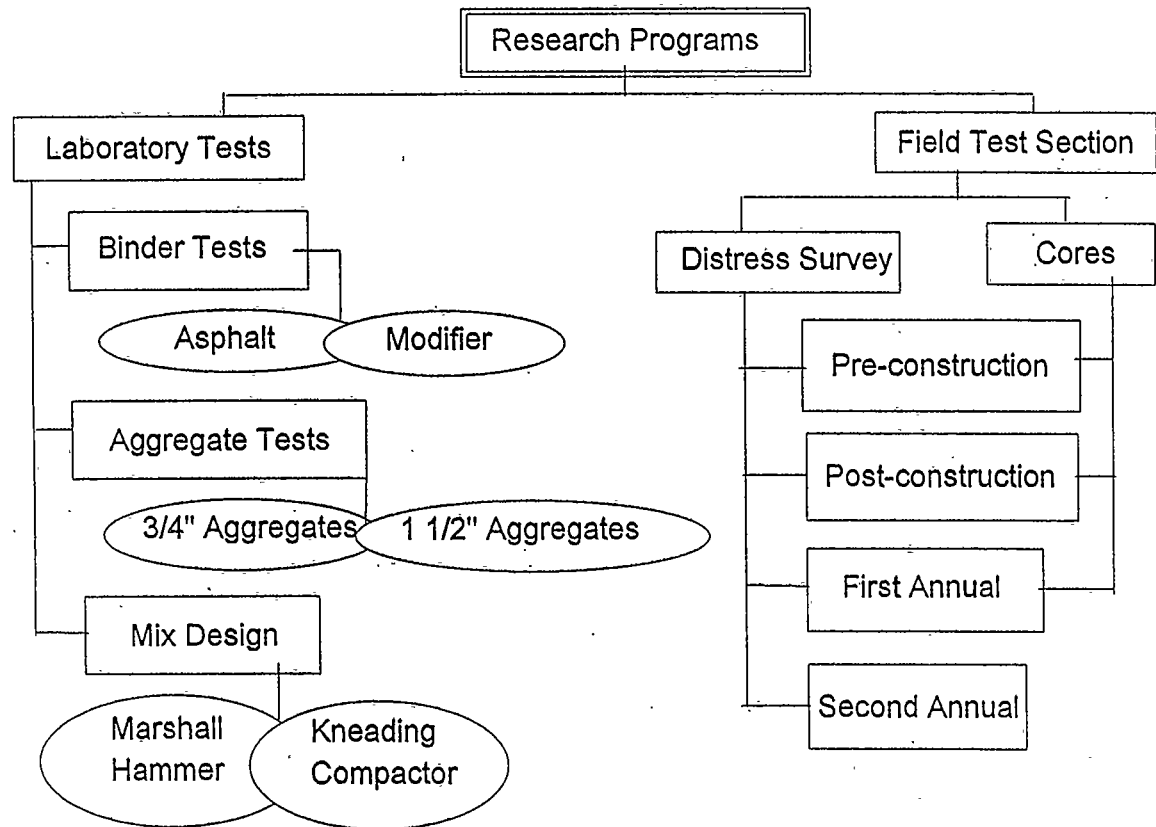 Research Programs
Laboratory Tests
Field Test Section
Binder Tests
Distress Survey
Cores
Asphalt
Modifier
Pre-construction
Aggregate Tests
Post-construction
3/4" Aggregates
1 1/2" Aggregates
First Annual
Mix Design
Second Annual
Marshall
Hammer
Kneading
Compactor